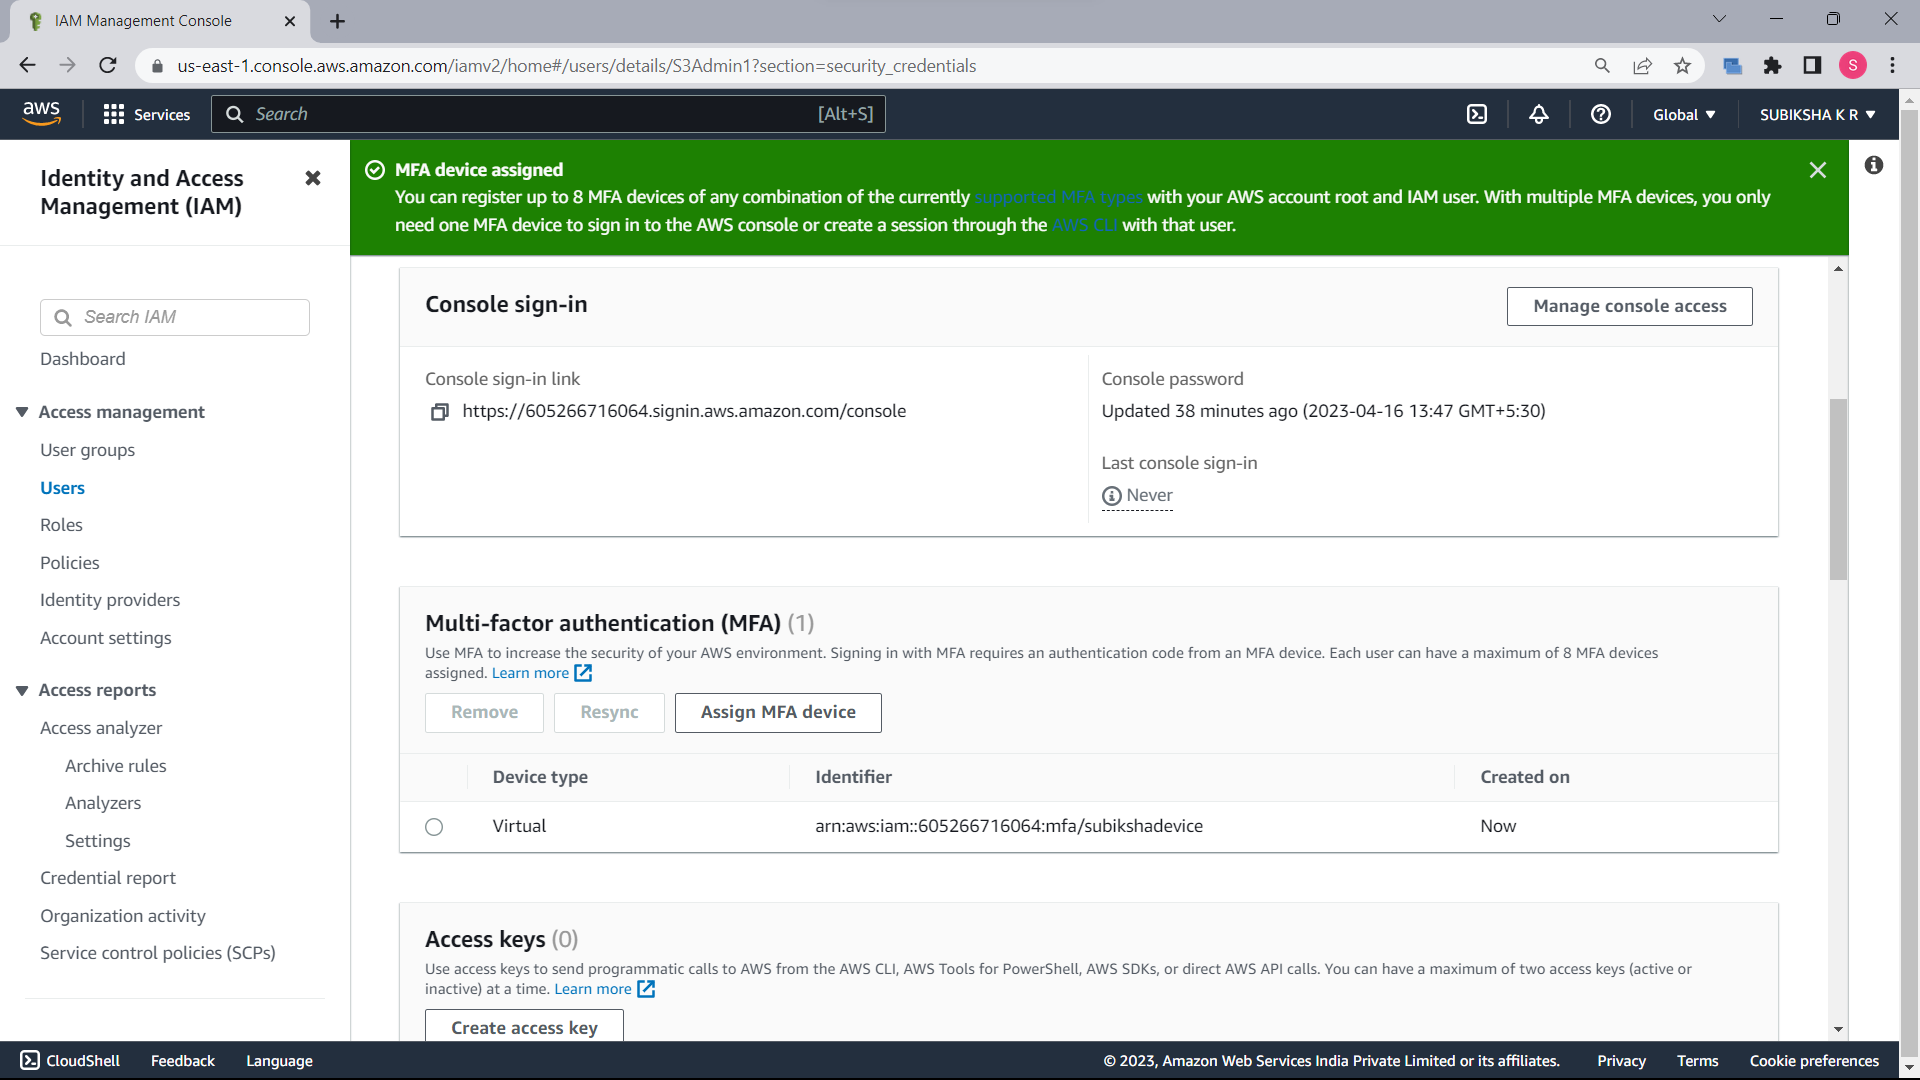 IAM Management Console
us-east-1.console.aws.amazon.com/iamv2/home#/users/details/S3Admin1?section=security_credentials
S
aws
Services
Search
[Alt+S]
Global
SUBIKSHA K R
Identity and Access
Management (IAM)
Search IAM
Dashboard
Access management
User groups
Users
Roles
Policies
Identity providers
Account settings
Access reports
Access analyzer
Archive rules
Analyzers
Settings
Credential report
Organization activity
Service control policies (SCPs)
MFA device assigned
You can register up to 8 MFA devices of any combination of the currently supported MFA types with your AWS account root and IAM user. With multiple MFA devices, you only
need one MFA device to sign in to the AWS console or create a session through the AWS CLI with that user.
Console sign-in
Manage console access
Console sign-in link
https://605266716064.signin.aws.amazon.com/console
Console password
Updated 38 minutes ago (2023-04-16 13:47 GMT+5:30)
Last console sign-in
Never
Multi-factor authentication (MFA) (1)
Use MFA to increase the security of your AWS environment. Signing in with MFA requires an authentication code from an MFA device. Each user can have a maximum of 8 MFA devices
assigned. Learn more
Remove
Resync
Assign MFA device
Device type
Identifier
Created on
Virtual
arn:aws:iam::605266716064:mfa/subikshadevice
Now
Access keys (0)
Use access keys to send programmatic calls to AWS from the AWS CLI, AWS Tools for PowerShell, AWS SDKs, or direct AWS API calls. You can have a maximum of two access keys (active or
inactive) at a time. Learn more
Create access key
CloudShell
Feedback
Language
© 2023, Amazon Web Services India Private Limited or its affiliates.
Privacy
Terms
Cookie preferences